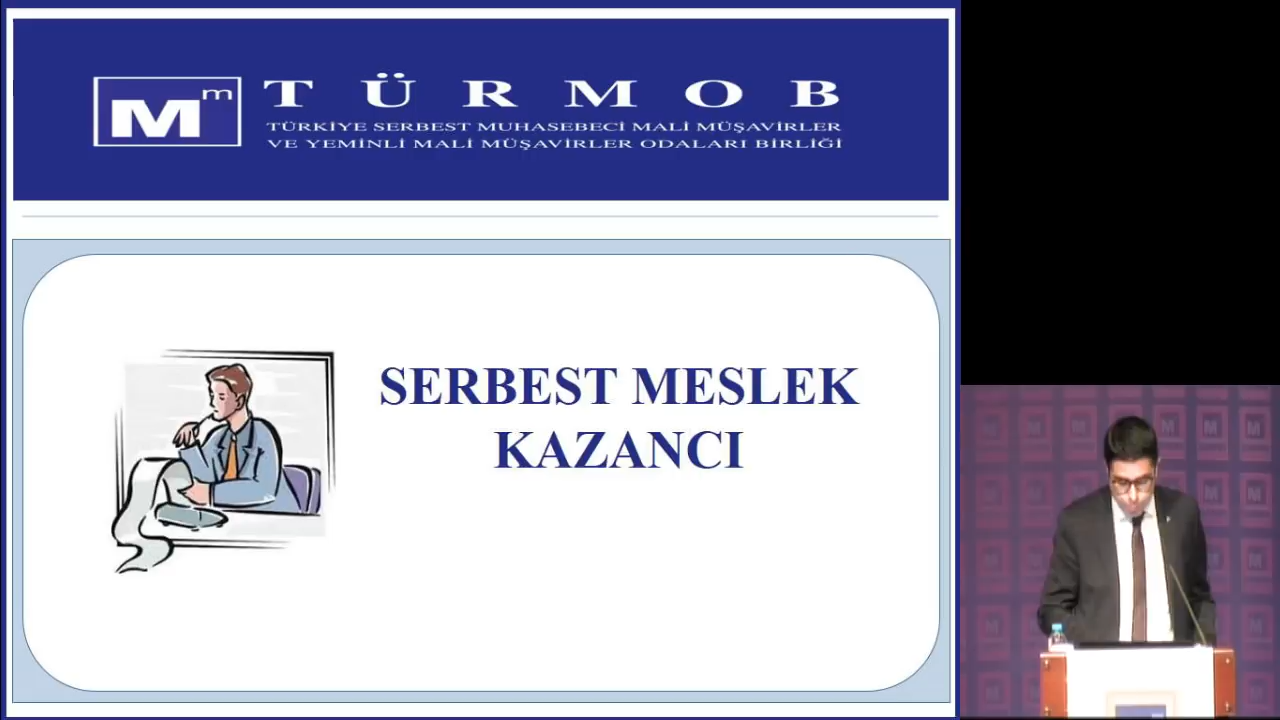 Mm
TÜRMOB
TÜRKİYE SERBEST MUHASEBECİ MALİ MÜŞAVİRLER
VE YEMİNLİ MALİ MÜŞAVİRLER ODALARI BİRLİĞİ
SERBEST MESLEK
KAZANCI